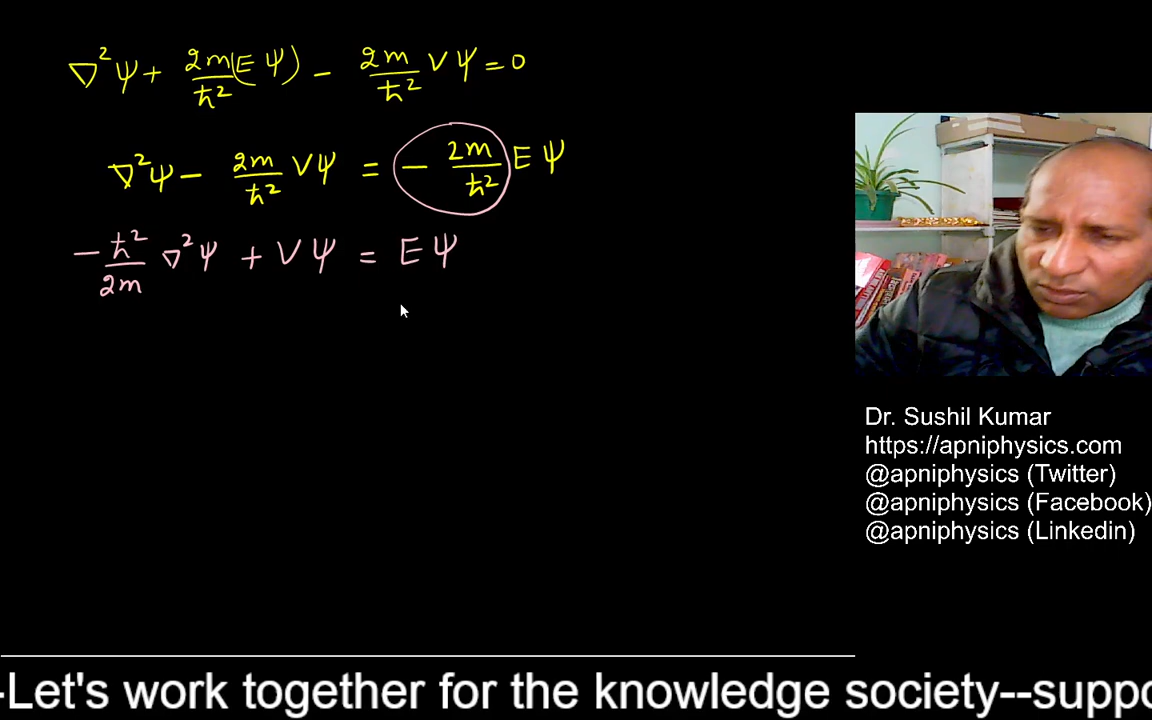 ∇²Ψ + 2m/ħ² (EΨ) − 2m/ħ² VΨ = 0
∇²Ψ − 2m/ħ² VΨ = − 2m/ħ² EΨ
−ħ²/2m ∇²Ψ + VΨ = EΨ
Dr. Sushil Kumar
https://apniphysics.com
@apniphysics (Twitter)
@apniphysics (Facebook)
@apniphysics (Linkedin)
-Let's work together for the knowledge society--suppo